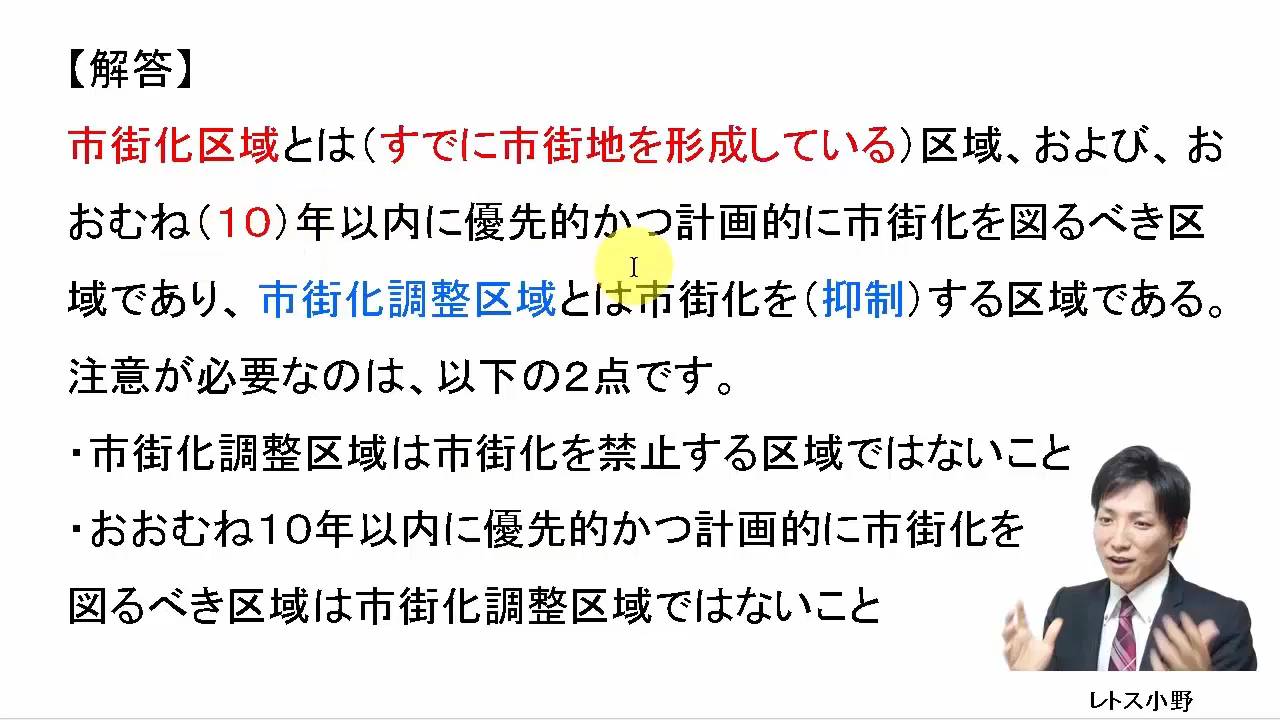 【解答】
市街化区域とは（すでに市街地を形成している）区域、および、お
おむね（１０）年以内に優先的かつ計画的に市街化を図るべき区
域であり、市街化調整区域とは市街化を（抑制）する区域である。
注意が必要なのは、以下の２点です。
・市街化調整区域は市街化を禁止する区域ではないこと
・おおむね１０年以内に優先的かつ計画的に市街化を
図るべき区域は市街化調整区域ではないこと
レトス小野